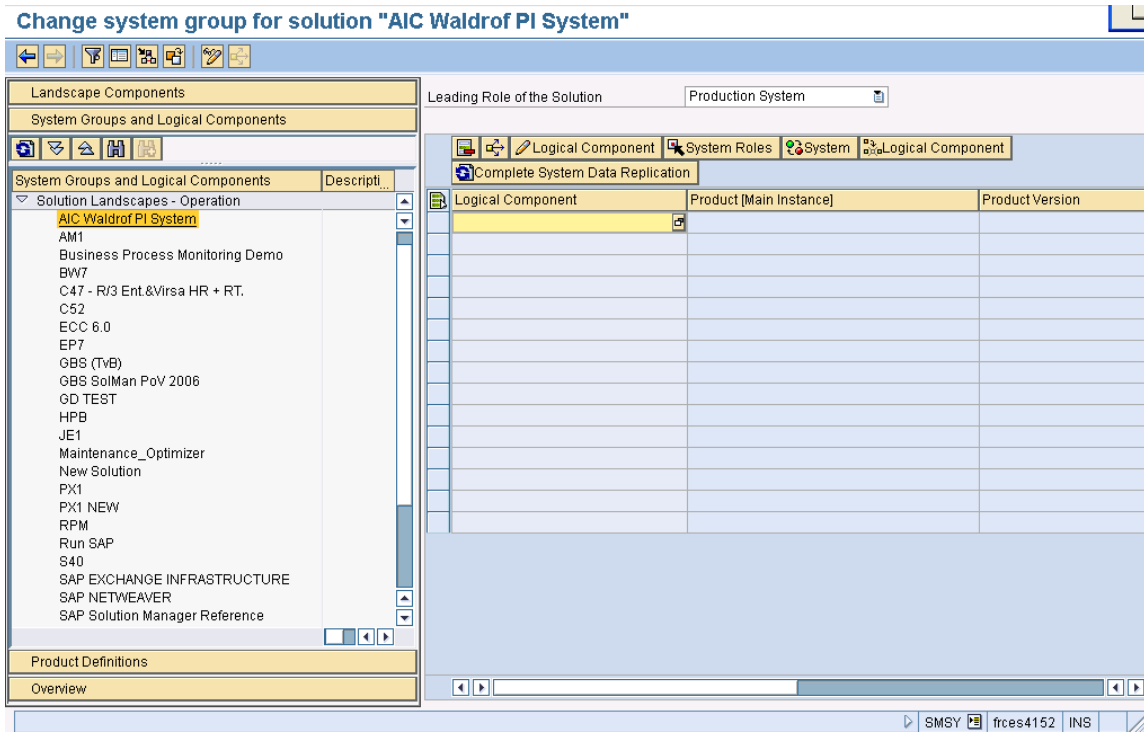 Change system group for solution "AIC Waldrof PI System"
Landscape Components
System Groups and Logical Components
System Groups and Logical Components Descripti...
Solution Landscapes - Operation
AIC Waldrof PI System
AM1
Business Process Monitoring Demo
BW7
C47 - R/3 Ent.&Virsa HR + RT.
C52
ECC 6.0
EP7
GBS (TvB)
GBS SolMan PoV 2006
GD TEST
HPB
JE1
Maintenance_Optimizer
New Solution
PX1
PX1 NEW
RPM
Run SAP
S40
SAP EXCHANGE INFRASTRUCTURE
SAP NETWEAVER
SAP Solution Manager Reference
Product Definitions
Overview
Leading Role of the Solution Production System
Logical Component System Roles System Logical Component
Complete System Data Replication
Logical Component Product [Main Instance] Product Version
SMSY frces4152 INS